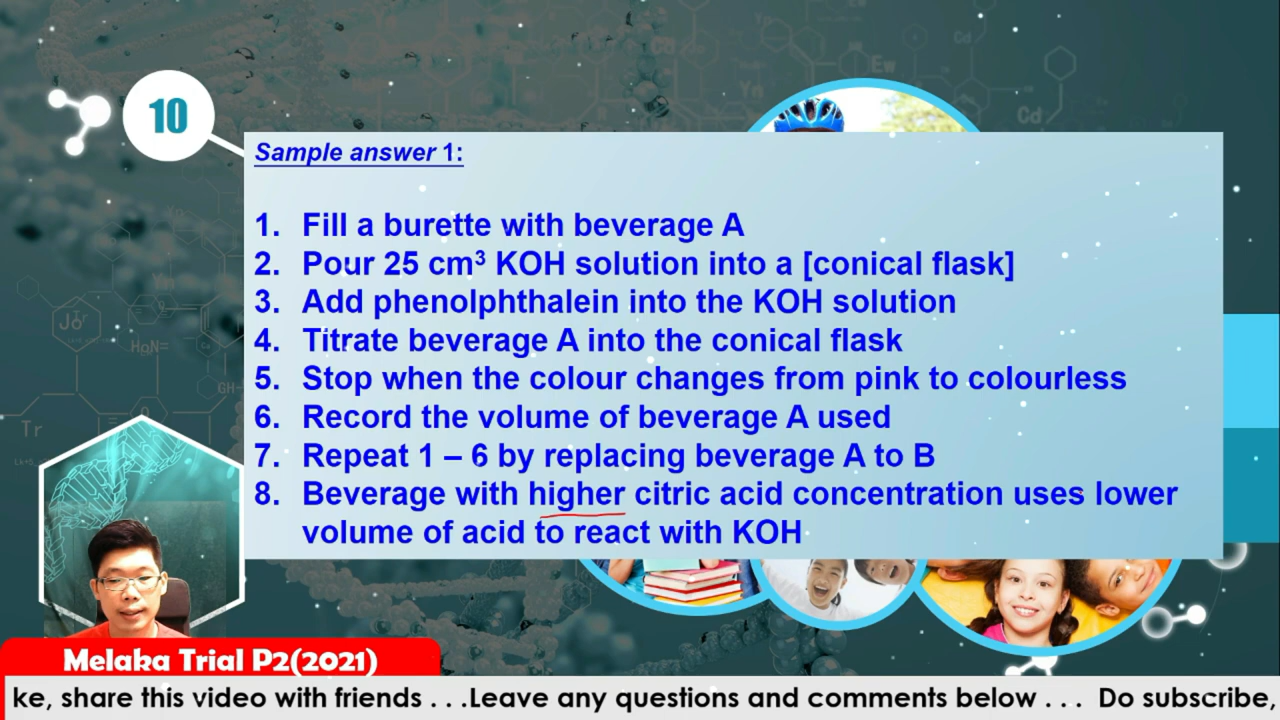 10
Sample answer 1:
1. Fill a burette with beverage A
2. Pour 25 cm³ KOH solution into a [conical flask]
3. Add phenolphthalein into the KOH solution
4. Titrate beverage A into the conical flask
5. Stop when the colour changes from pink to colourless
6. Record the volume of beverage A used
7. Repeat 1 – 6 by replacing beverage A to B
8. Beverage with higher citric acid concentration uses lower
volume of acid to react with KOH
Melaka Trial P2(2021)
ke, share this video with friends . . .Leave any questions and comments below . . . Do subscribe,